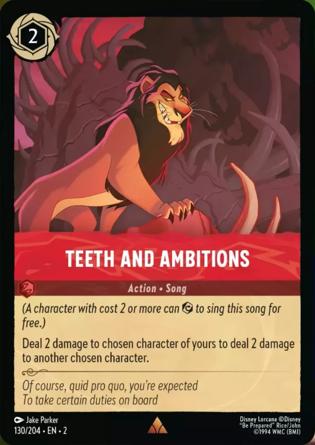 2
TEETH AND AMBITIONS
Action • Song
(A character with cost 2 or more can to sing this song for
free.)
Deal 2 damage to chosen character of yours to deal 2 damage
to another chosen character.
Of course, quid pro quo, you're expected
To take certain duties on board
Jake Parker
130/204 • EN • 2
Disney Lorcana ©Disney
"Be Prepared" Rice/John
©1994 WMC (BMI)